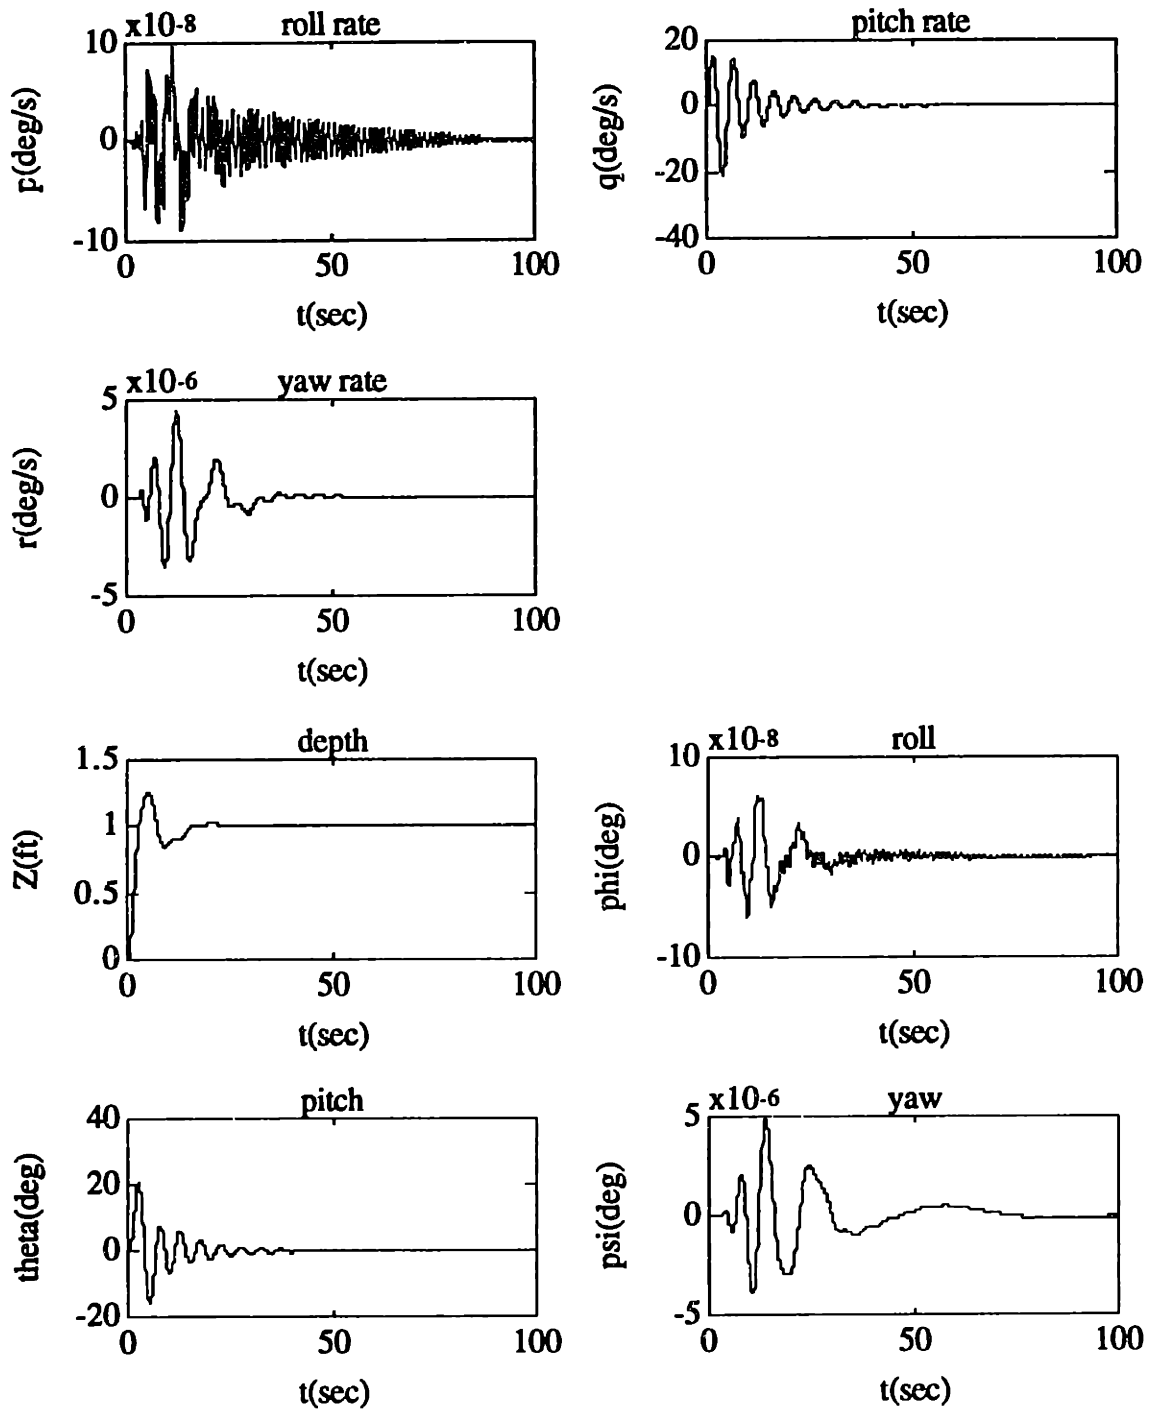 x10-8 roll rate
10
0
-10
p(deg/s)
0 50 100
t(sec)
pitch rate
20
0
-20
-40
q(deg/s)
0 50 100
t(sec)
x10-6 yaw rate
5
0
-5
r(deg/s)
0 50 100
t(sec)
depth
1.5
1
0.5
0
Z(ft)
0 50 100
t(sec)
x10-8 roll
10
0
-10
phi(deg)
0 50 100
t(sec)
pitch
40
20
0
-20
theta(deg)
0 50 100
t(sec)
x10-6 yaw
5
0
-5
psi(deg)
0 50 100
t(sec)